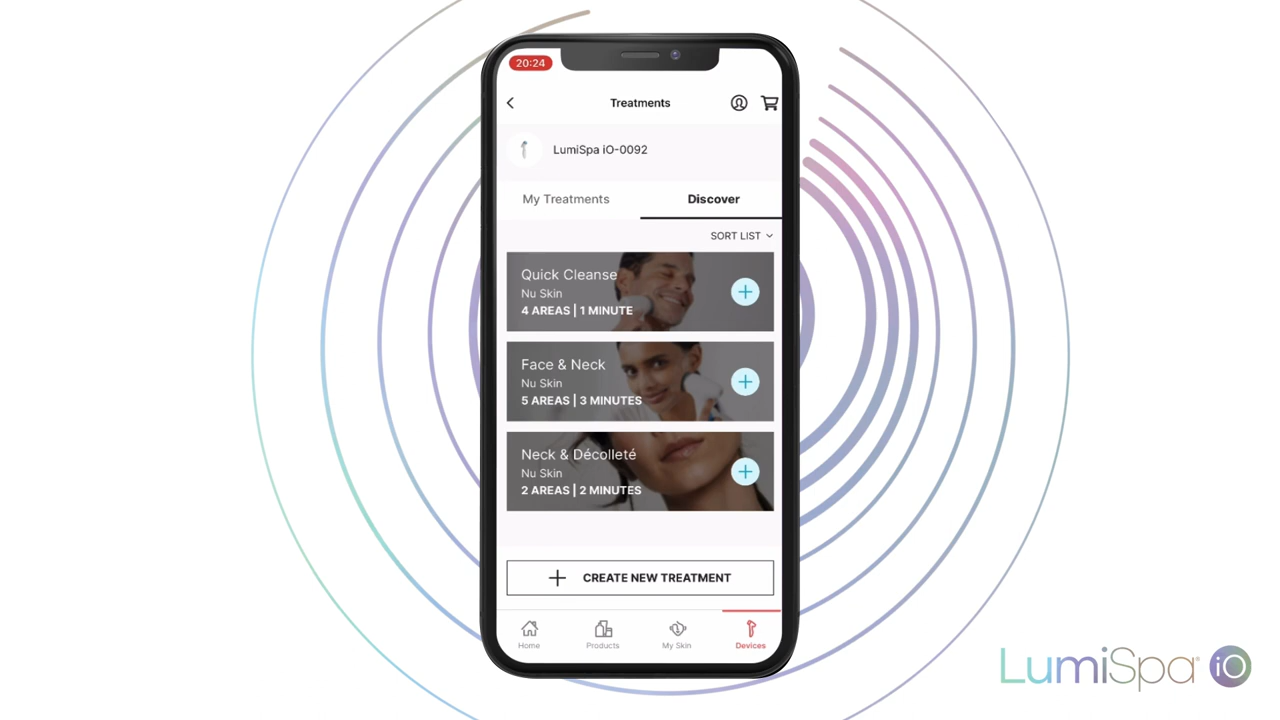 20:24
Treatments
LumiSpa iO-0092
My Treatments
Discover
SORT LIST
Quick Cleanse
Nu Skin
4 AREAS | 1 MINUTE
Face & Neck
Nu Skin
5 AREAS | 3 MINUTES
Neck & Décolleté
Nu Skin
2 AREAS | 2 MINUTES
CREATE NEW TREATMENT
Home
Products
My Skin
Devices
LumiSpa® iO